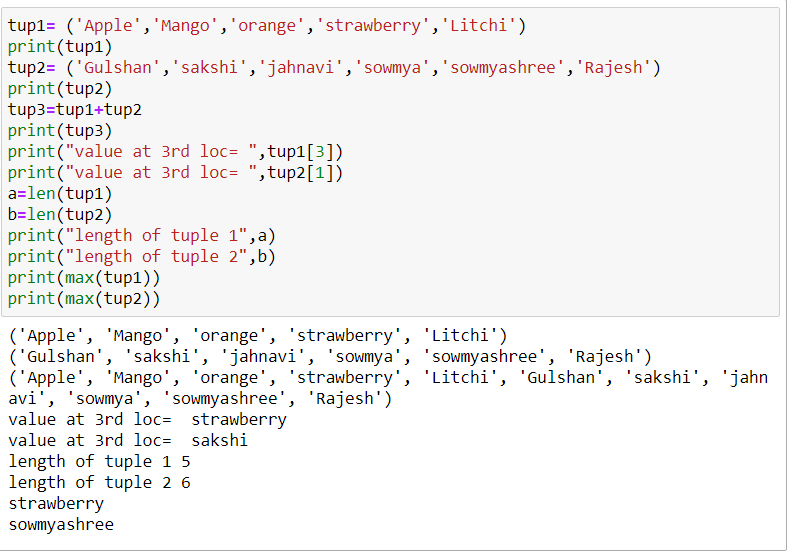 tup1= ('Apple','Mango','orange','strawberry','Litchi')
print(tup1)
tup2= ('Gulshan','sakshi','jahnavi','sowmya','sowmyashree','Rajesh')
print(tup2)
tup3=tup1+tup2
print(tup3)
print("value at 3rd loc= ",tup1[3])
print("value at 3rd loc= ",tup2[1])
a=len(tup1)
b=len(tup2)
print("length of tuple 1",a)
print("length of tuple 2",b)
print(max(tup1))
print(max(tup2))
('Apple', 'Mango', 'orange', 'strawberry', 'Litchi')
('Gulshan', 'sakshi', 'jahnavi', 'sowmya', 'sowmyashree', 'Rajesh')
('Apple', 'Mango', 'orange', 'strawberry', 'Litchi', 'Gulshan', 'sakshi', 'jahn
avi', 'sowmya', 'sowmyashree', 'Rajesh')
value at 3rd loc=  strawberry
value at 3rd loc=  sakshi
length of tuple 1 5
length of tuple 2 6
strawberry
sowmyashree